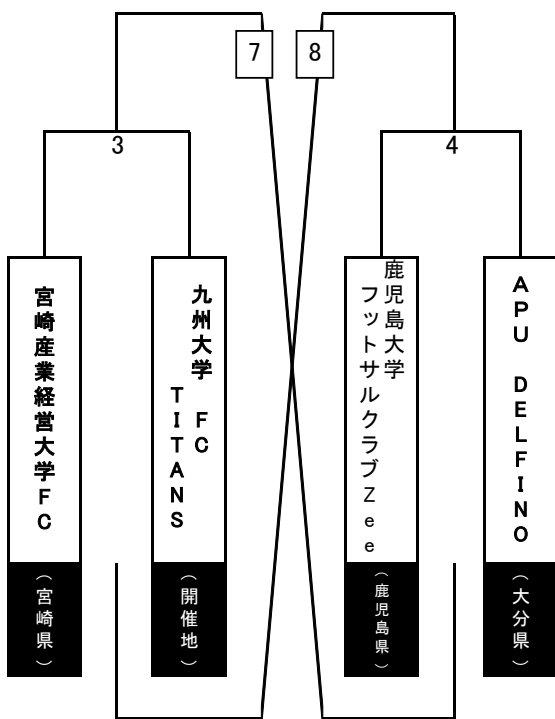 7
8
3
4
宮崎産業経営大学FC
九州大学 FC
TITANS
鹿児島大学
フットサルクラブZee
APU DELFINO
（宮崎県）
（開催地）
（鹿児島県）
（大分県）